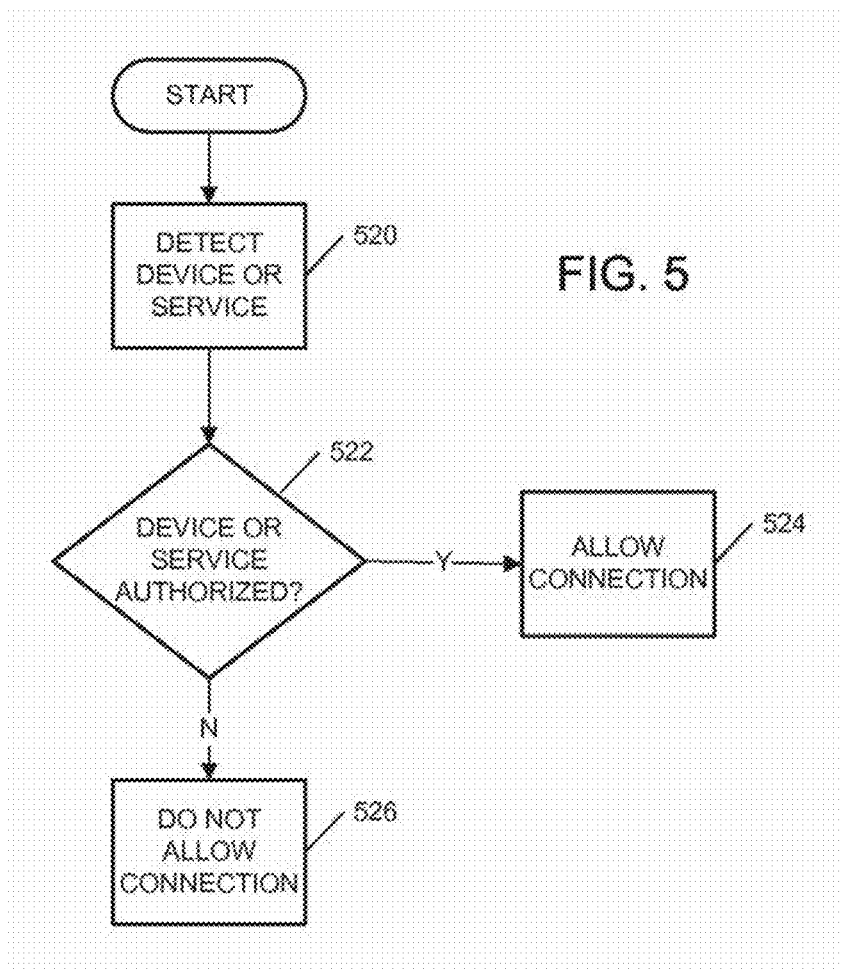 START
DETECT
DEVICE OR
SERVICE
520
FIG. 5
522
DEVICE OR
SERVICE
AUTHORIZED?
Y
ALLOW
CONNECTION
524
N
DO NOT
ALLOW
CONNECTION
526